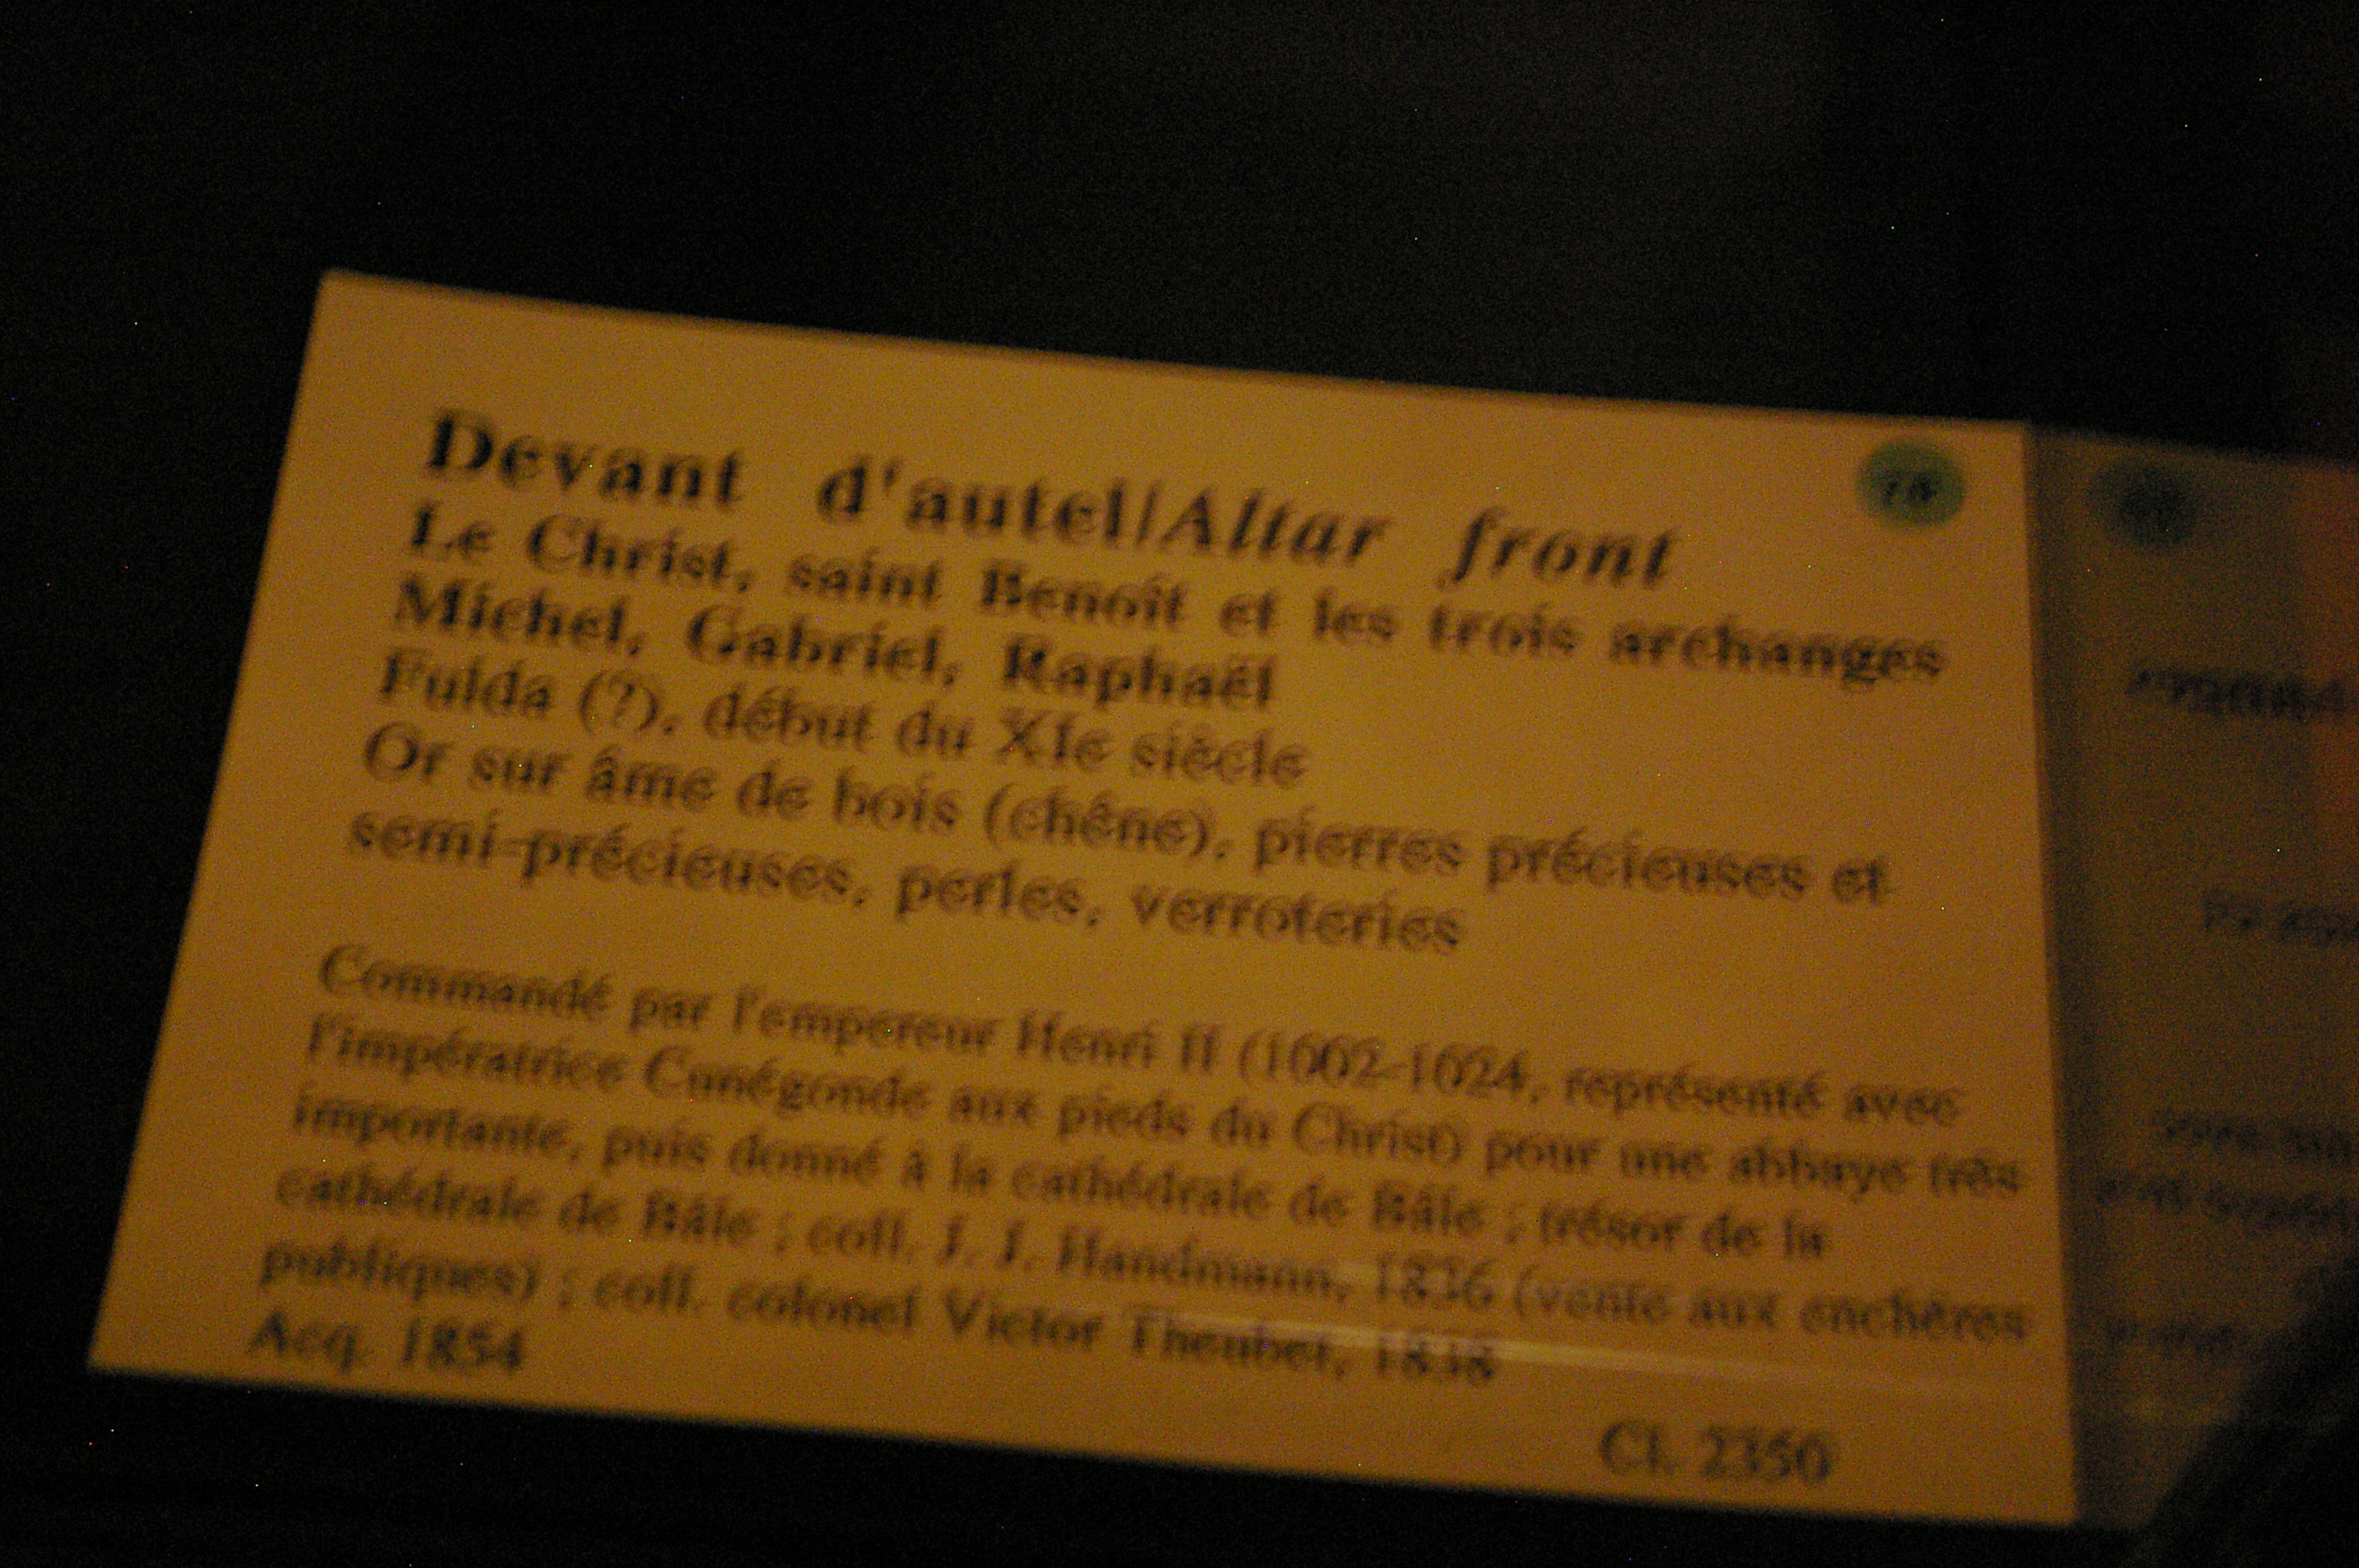 Devant d'autel/Altar front
Le Christ, saint Benoît et les trois archanges
Michel, Gabriel, Raphaël
Fulda (?), début du XIe siècle
Or sur âme de bois (chêne), pierres précieuses et
semi-précieuses, perles, verroteries
Commandé par l'empereur Henri II (1002-1024, représenté avec
l'impératrice Cunégonde aux pieds du Christ) pour une abbaye très
importante, puis donné à la cathédrale de Bâle ; trésor de la
cathédrale de Bâle ; coll. J. J. Handmann, 1836 (vente aux enchères
publiques) ; coll. colonel Victor Theubet, 1838
Acq. 1854
Cl. 2350